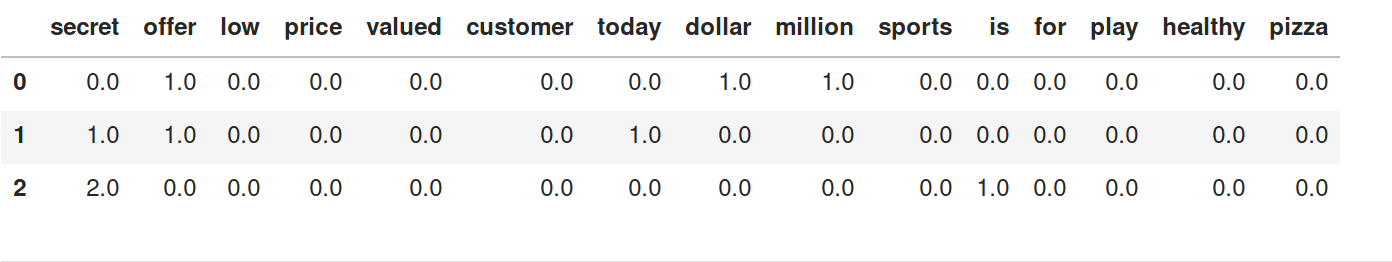 secret offer low price valued customer today dollar million sports is for play healthy pizza
0 0.0 1.0 0.0 0.0 0.0 0.0 0.0 1.0 1.0 0.0 0.0 0.0 0.0 0.0 0.0
1 1.0 1.0 0.0 0.0 0.0 0.0 1.0 0.0 0.0 0.0 0.0 0.0 0.0 0.0 0.0
2 2.0 0.0 0.0 0.0 0.0 0.0 0.0 0.0 0.0 0.0 1.0 0.0 0.0 0.0 0.0